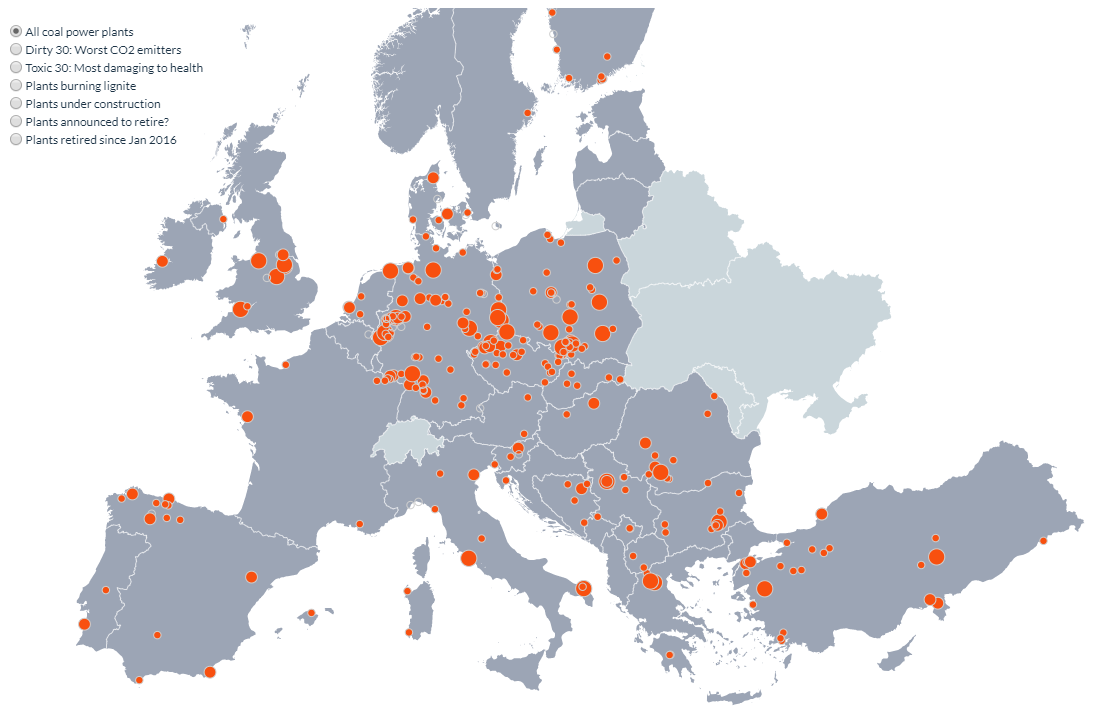 All coal power plants
Dirty 30: Worst CO2 emitters
Toxic 30: Most damaging to health
Plants burning lignite
Plants under construction
Plants announced to retire?
Plants retired since Jan 2016